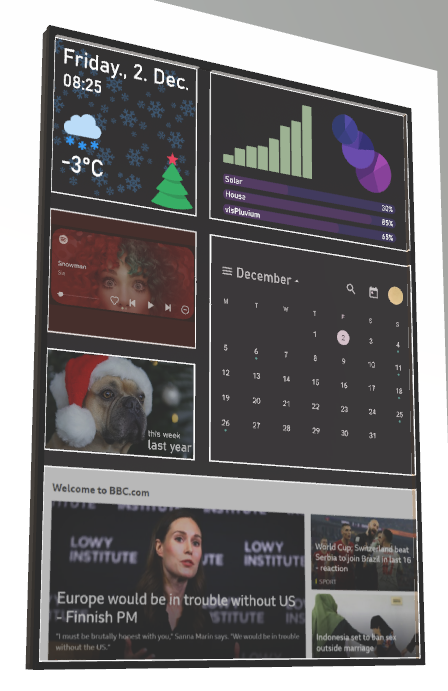 Friday., 2. Dec.
08:25
-3°C
Solar 30%
House 85%
visPluvium 65%
Snowman
Sia
December
M T W T F S S
1 2 3 4
5 6 7 8 9 10 11
12 13 14 15 16 17 18
19 20 21 22 23 24 25
26 27 28 29 30 31
this week
last year
Welcome to BBC.com
LOWY
INSTITUTE
LOWY
INSTITUTE
Europe would be in trouble without US
- Finnish PM
"I must be brutally honest with you," Sanna Marin says. "We would be in trouble
without the US."
World Cup: Switzerland beat
Serbia to join Brazil in last 16
- reaction
SPORT
Indonesia set to ban sex
outside marriage